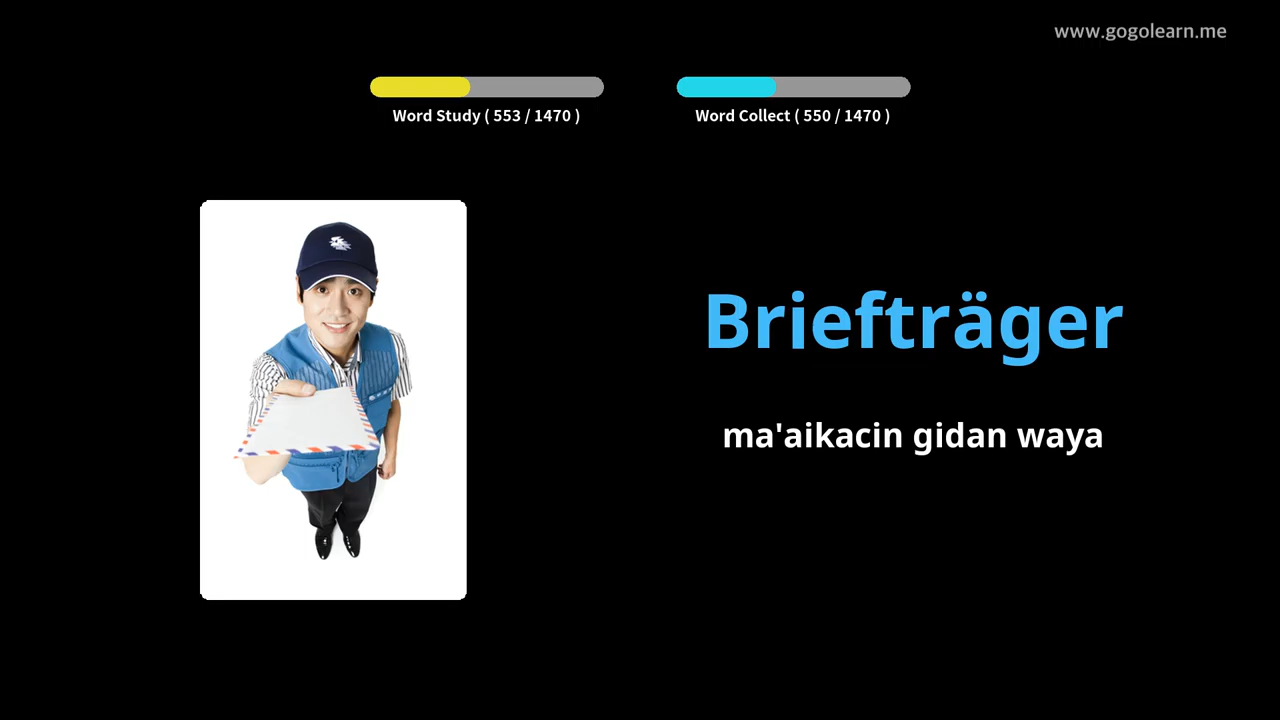 www.gogolearn.me
Word Study ( 553 / 1470 )
Word Collect ( 550 / 1470 )
Briefträger
ma'aikacin gidan waya